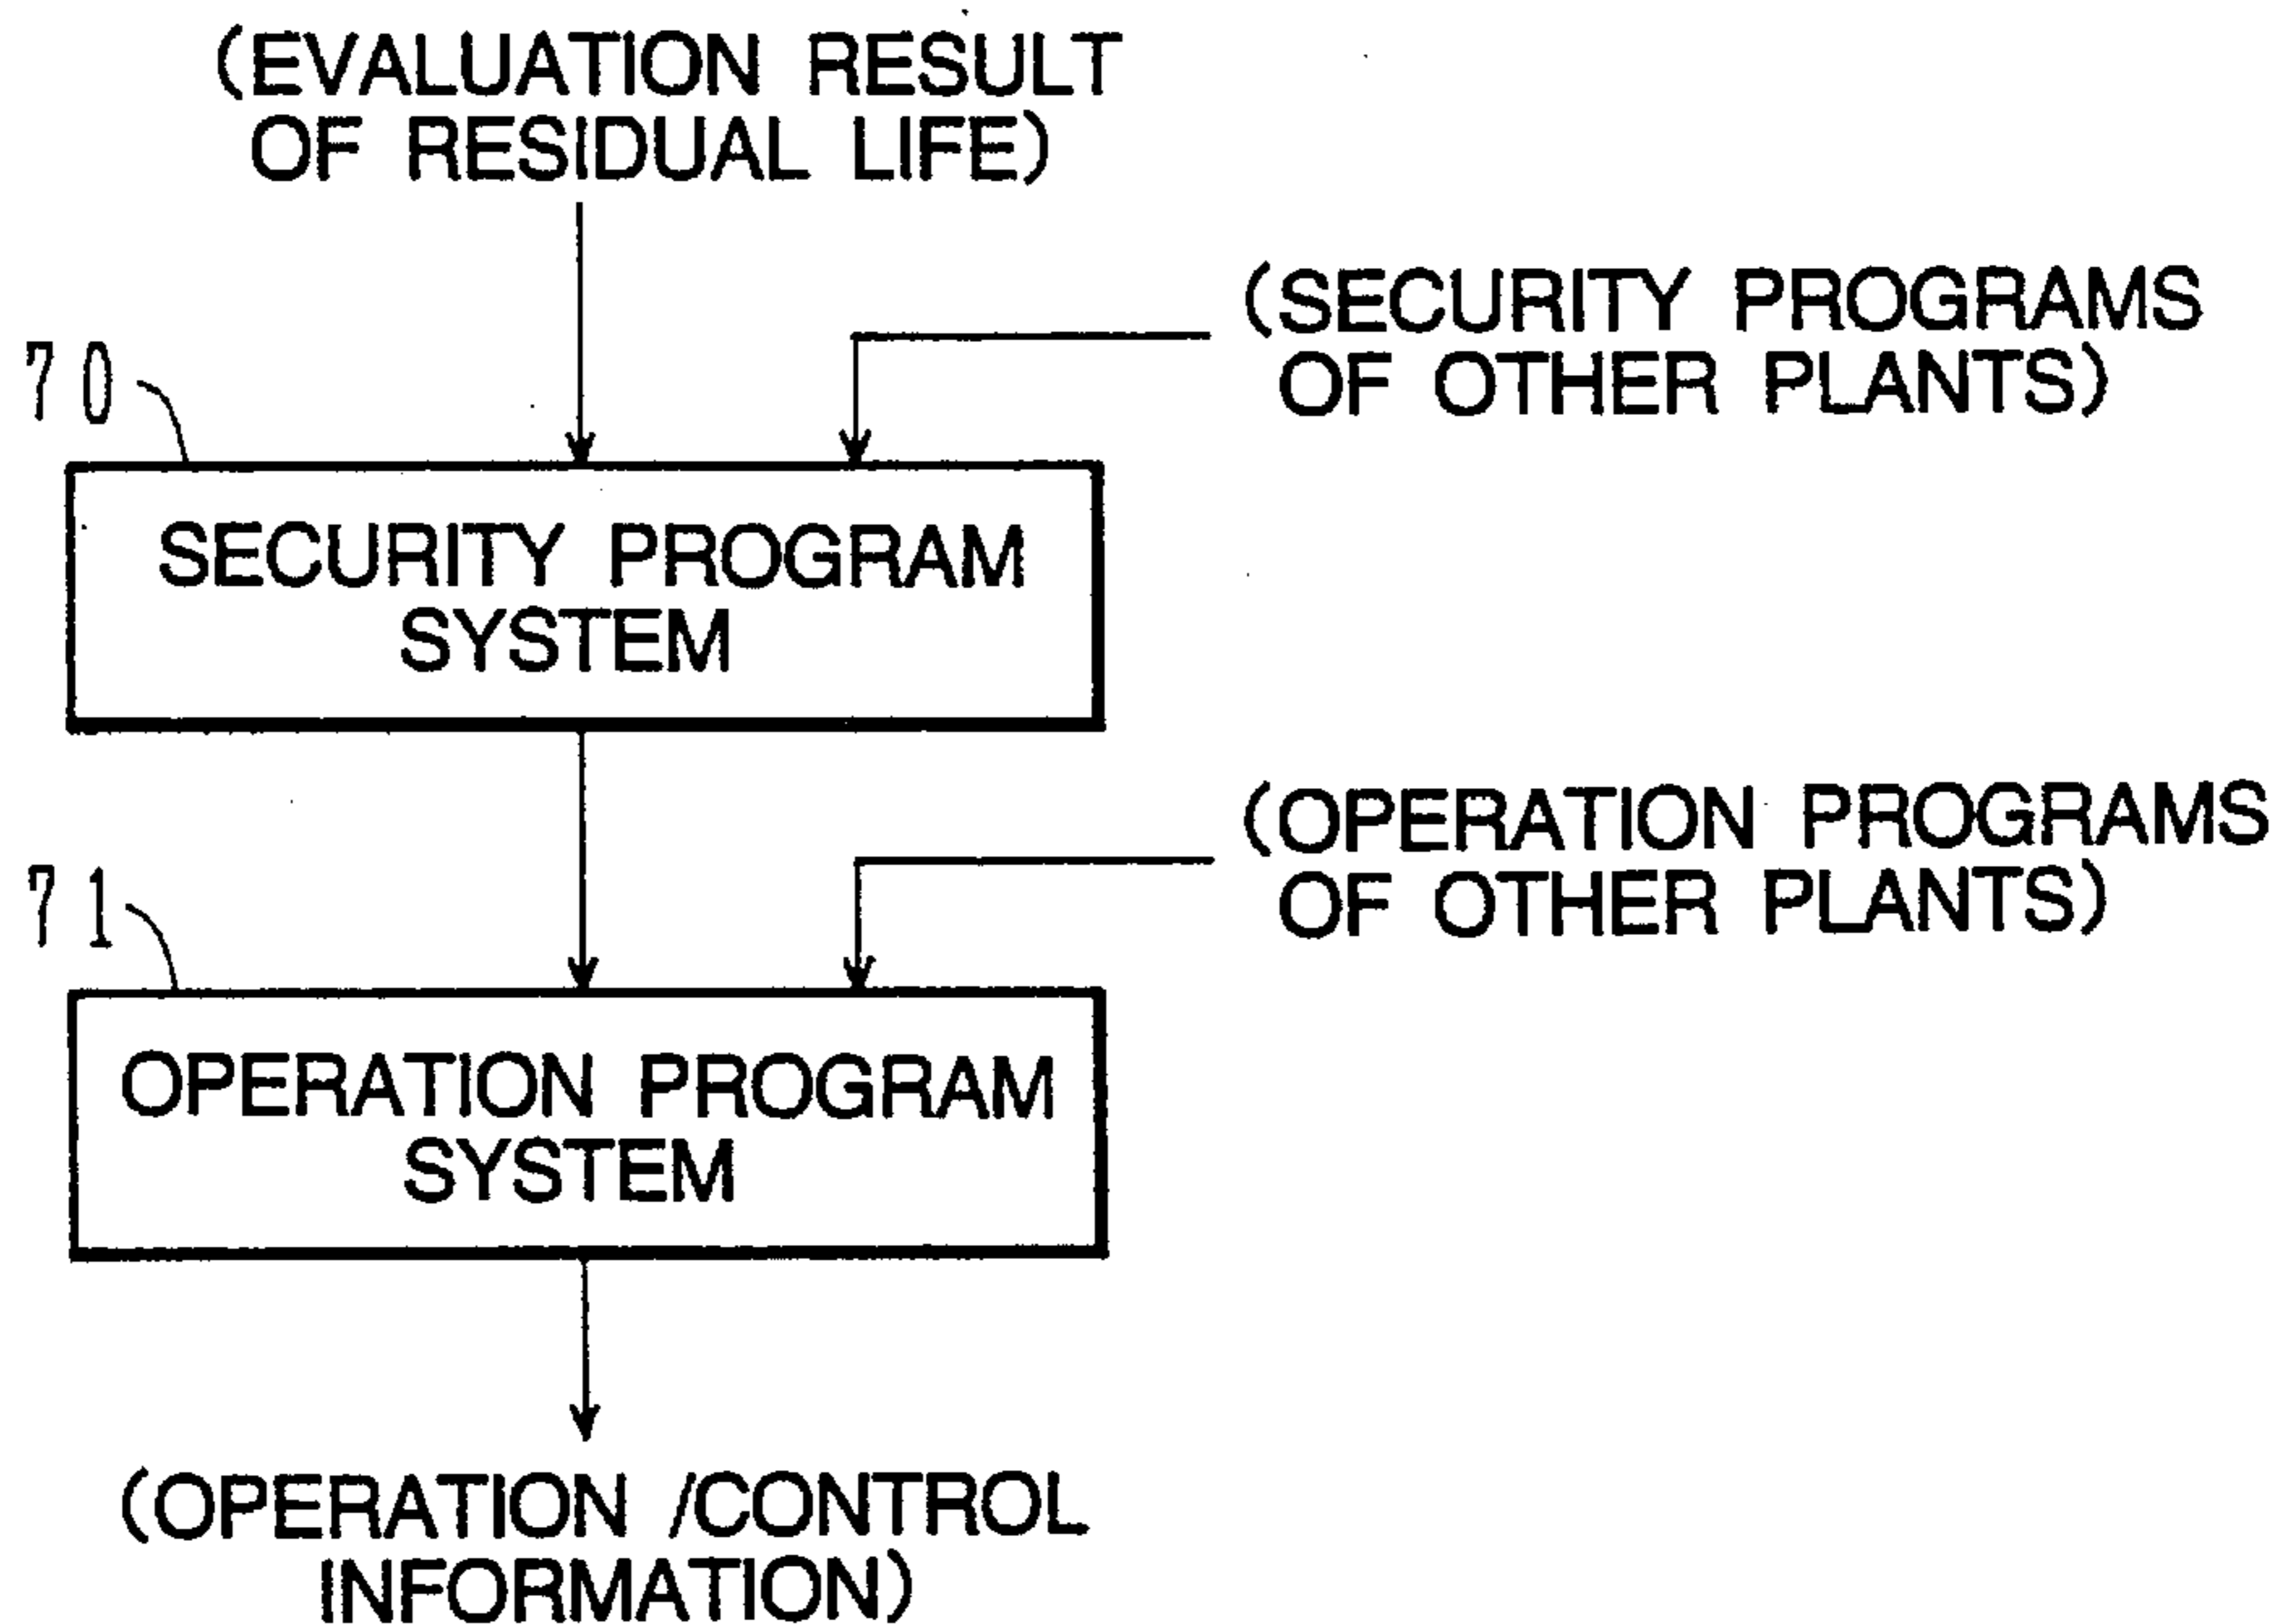 (EVALUATION RESULT
OF RESIDUAL LIFE)
(SECURITY PROGRAMS
OF OTHER PLANTS)
70
SECURITY PROGRAM
SYSTEM
(OPERATION PROGRAMS
OF OTHER PLANTS)
71
OPERATION PROGRAM
SYSTEM
(OPERATION /CONTROL
INFORMATION)